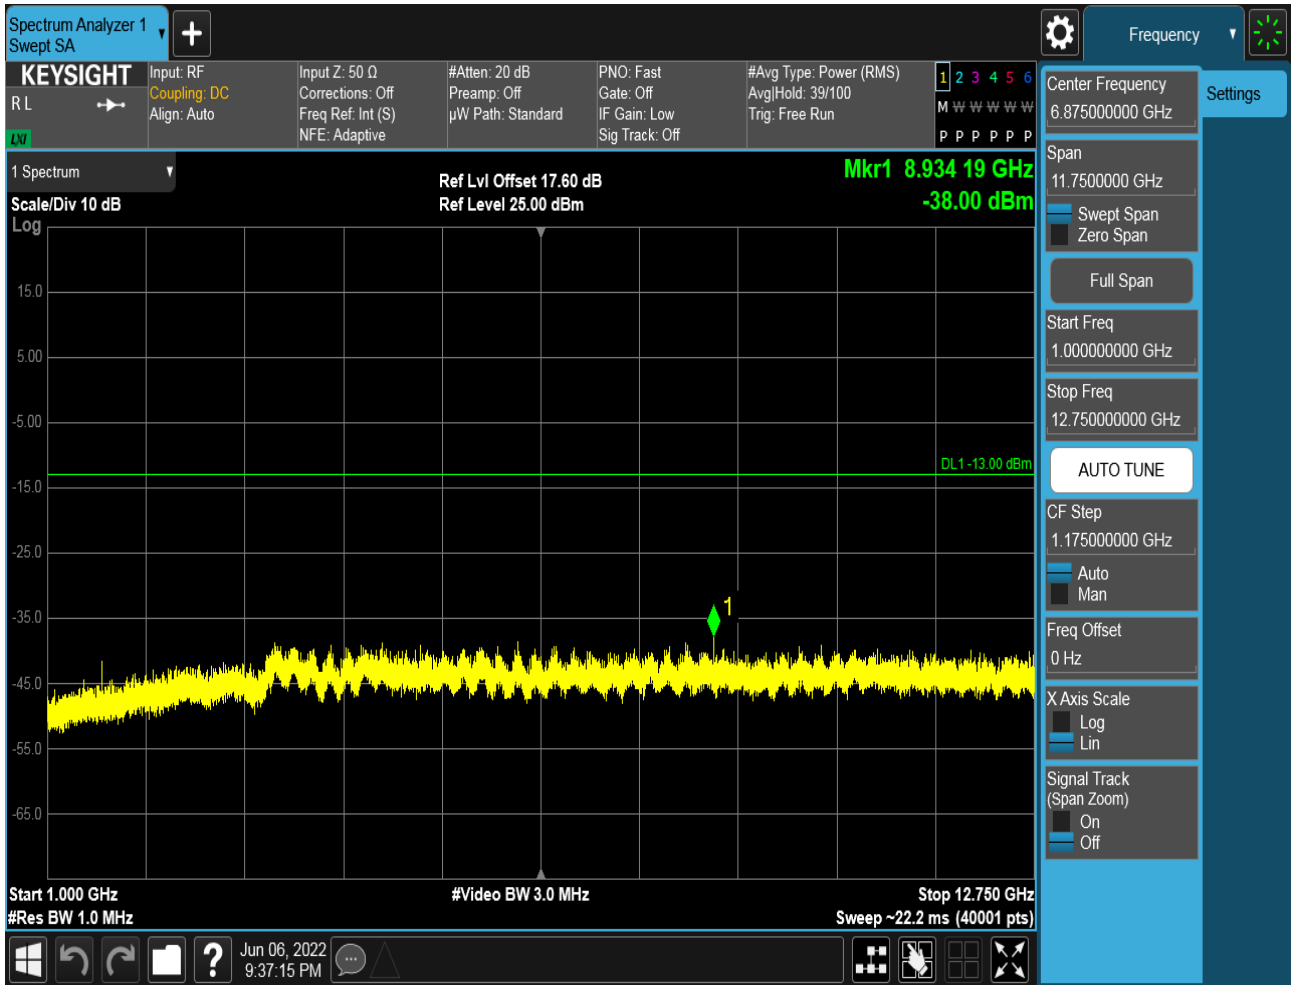 Spectrum Analyzer 1
Swept SA
Frequency
KEYSIGHT
R L
LXI
Input: RF
Coupling: DC
Align: Auto
Input Z: 50 Ω
Corrections: Off
Freq Ref: Int (S)
NFE: Adaptive
#Atten: 20 dB
Preamp: Off
µW Path: Standard
PNO: Fast
Gate: Off
IF Gain: Low
Sig Track: Off
#Avg Type: Power (RMS)
Avg|Hold: 39/100
Trig: Free Run
1 2 3 4 5 6
M W W W W W
P P P P P P
1 Spectrum
Scale/Div 10 dB
Log
Ref Lvl Offset 17.60 dB
Ref Level 25.00 dBm
Mkr1 8.934 19 GHz
-38.00 dBm
15.0
5.00
-5.00
DL1 -13.00 dBm
-15.0
-25.0
-35.0
1
-45.0
-55.0
-65.0
Start 1.000 GHz
#Res BW 1.0 MHz
#Video BW 3.0 MHz
Stop 12.750 GHz
Sweep ~22.2 ms (40001 pts)
Jun 06, 2022
9:37:15 PM
Center Frequency
6.875000000 GHz
Settings
Span
11.7500000 GHz
Swept Span
Zero Span
Full Span
Start Freq
1.000000000 GHz
Stop Freq
12.750000000 GHz
AUTO TUNE
CF Step
1.175000000 GHz
Auto
Man
Freq Offset
0 Hz
X Axis Scale
Log
Lin
Signal Track
(Span Zoom)
On
Off